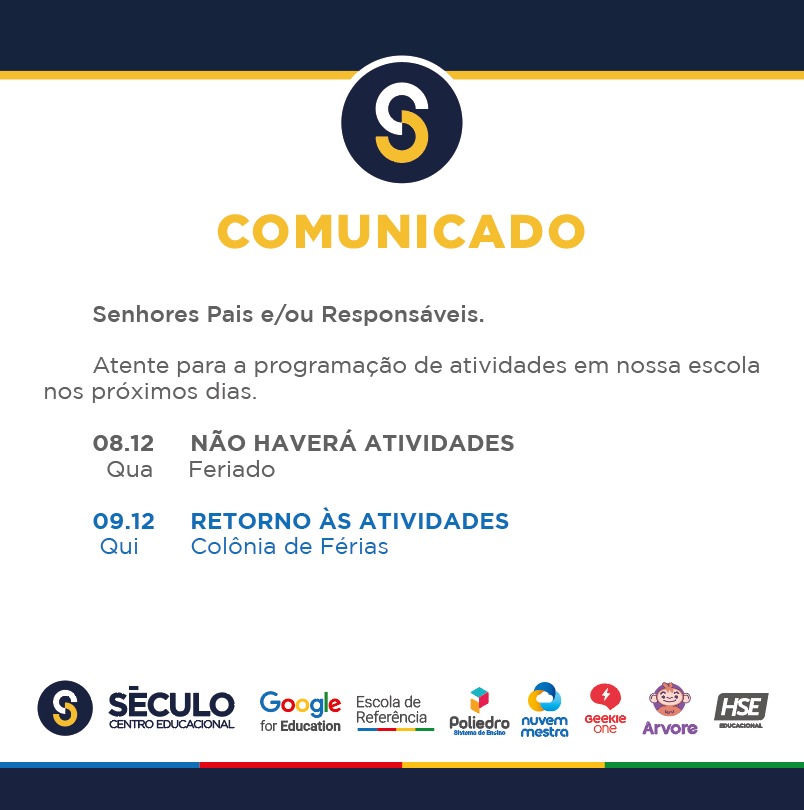 COMUNICADO
Senhores Pais e/ou Responsáveis.
Atente para a programação de atividades em nossa escola
nos próximos dias.
08.12 NÃO HAVERÁ ATIVIDADES
Qua Feriado
09.12 RETORNO ÀS ATIVIDADES
Qui Colônia de Férias
SÉCULO
CENTRO EDUCACIONAL
Google
for Education
Escola de
Referência
Poliedro
Sistema de Ensino
nuvem
mestra
GEEKIE
ONE
Arvore
HSE
EDUCACIONAL